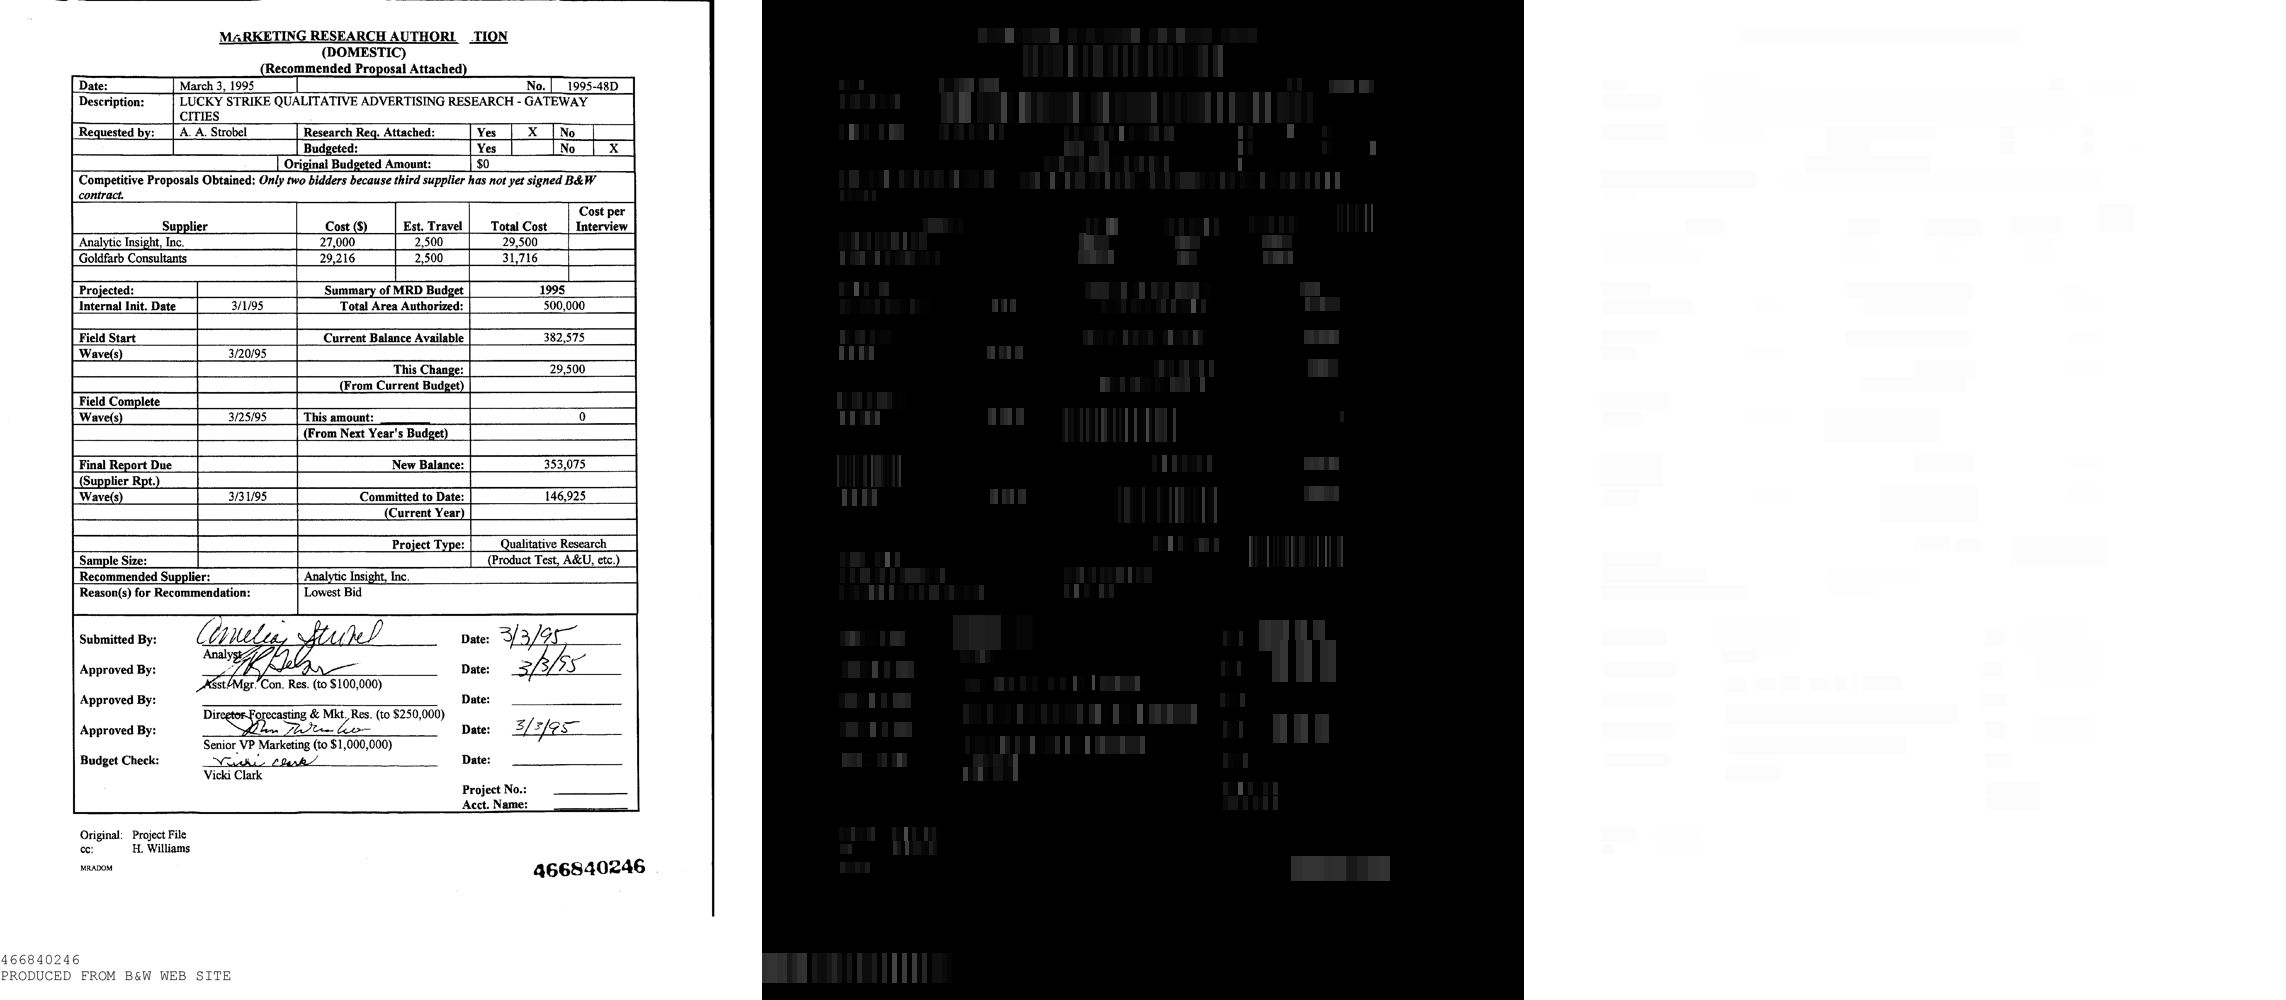 MARKETING RESEARCH AUTHORI TION
(DOMESTIC)
(Recommended Proposal Attached)
Date: March 3, 1995 No. 1995-48D
Description: LUCKY STRIKE QUALITATIVE ADVERTISING RESEARCH - GATEWAY
CITIES
Requested by: A. A. Strobel Research Req. Attached: Yes X No
Budgeted: Yes No X
Original Budgeted Amount: $0
Competitive Proposals Obtained: Only two bidders because third supplier has not yet signed B&W
contract.
Cost per
Supplier Cost ($) Est. Travel Total Cost Interview
Analytic Insight, Inc. 27,000 2,500 29,500
Goldfarb Consultants 29,216 2,500 31,716
Projected: Summary of MRD Budget 1995
Internal Init. Date 3/1/95 Total Area Authorized: 500,000
Field Start Current Balance Available 382,575
Wave(s) 3/20/95
This Change: 29,500
(From Current Budget)
Field Complete
Wave(s) 3/25/95 This amount: 0
(From Next Year's Budget)
Final Report Due New Balance: 353,075
(Supplier Rpt.)
Wave(s) 3/31/95 Committed to Date: 146,925
(Current Year)
Project Type: Qualitative Research
Sample Size: (Product Test, A&U, etc.)
Recommended Supplier: Analytic Insight, Inc.
Reason(s) for Recommendation: Lowest Bid
Submitted By: Amelia Strobel Date: 3/3/95
Analyst
Approved By: Date: 3/3/95
Asst. Mgr. Con. Res. (to $100,000)
Approved By: Date:
Director Forecasting & Mkt. Res. (to $250,000)
Approved By: Date: 3/3/95
Senior VP Marketing (to $1,000,000)
Budget Check: Vicki Clark Date:
Vicki Clark
Project No.:
Acct. Name:
Original: Project File
cc: H. Williams
MRADOM
466840246
466840246
PRODUCED FROM B&W WEB SITE